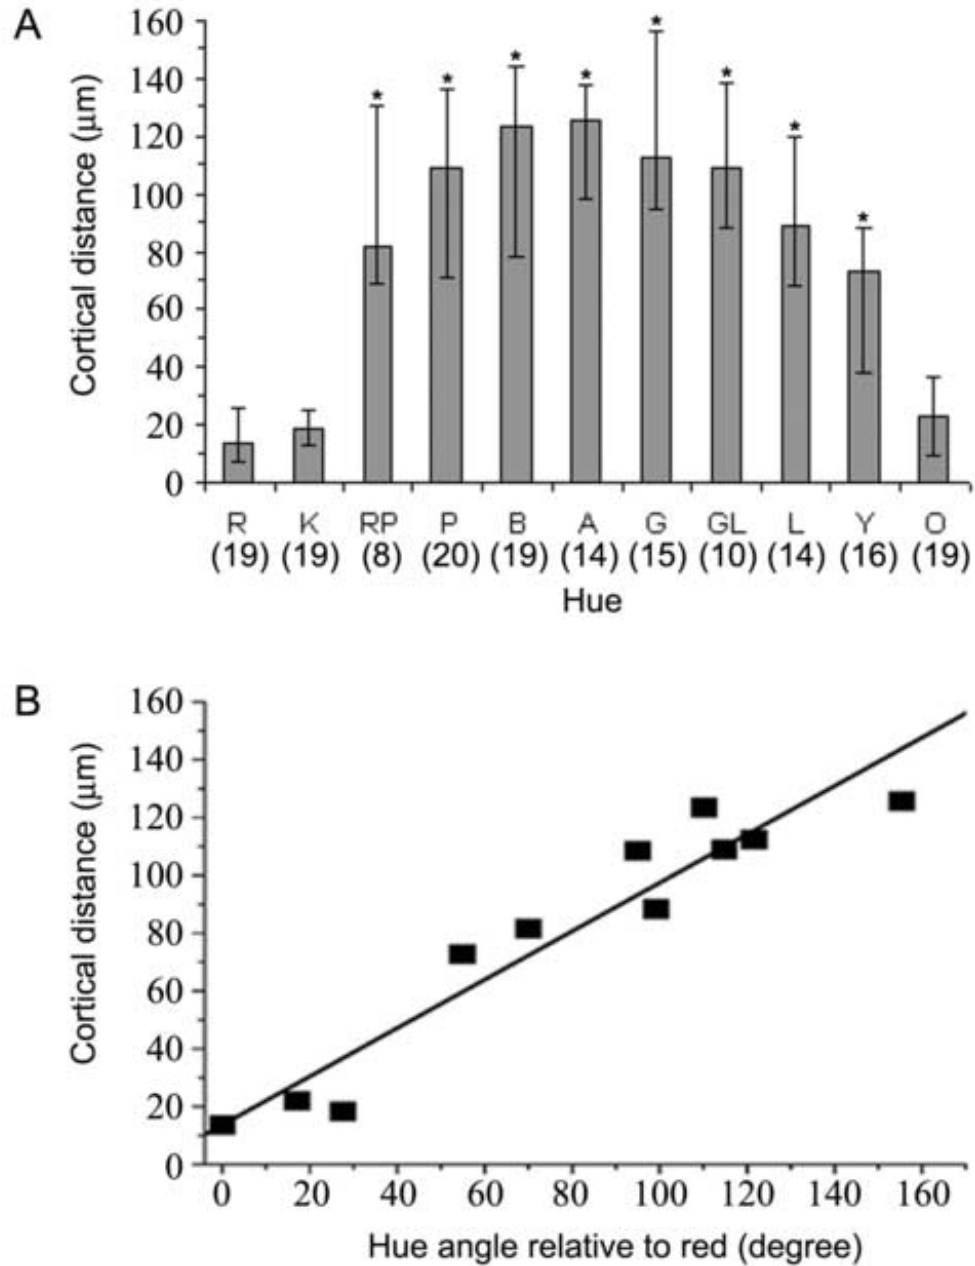 A
Cortical distance (μm)
160
140
120
100
80
60
40
20
0
* * * * * * * *
R K RP P B A G GL L Y O
(19) (19) (8) (20) (19) (14) (15) (10) (14) (16) (19)
Hue
B
Cortical distance (μm)
160
140
120
100
80
60
40
20
0
0 20 40 60 80 100 120 140 160
Hue angle relative to red (degree)